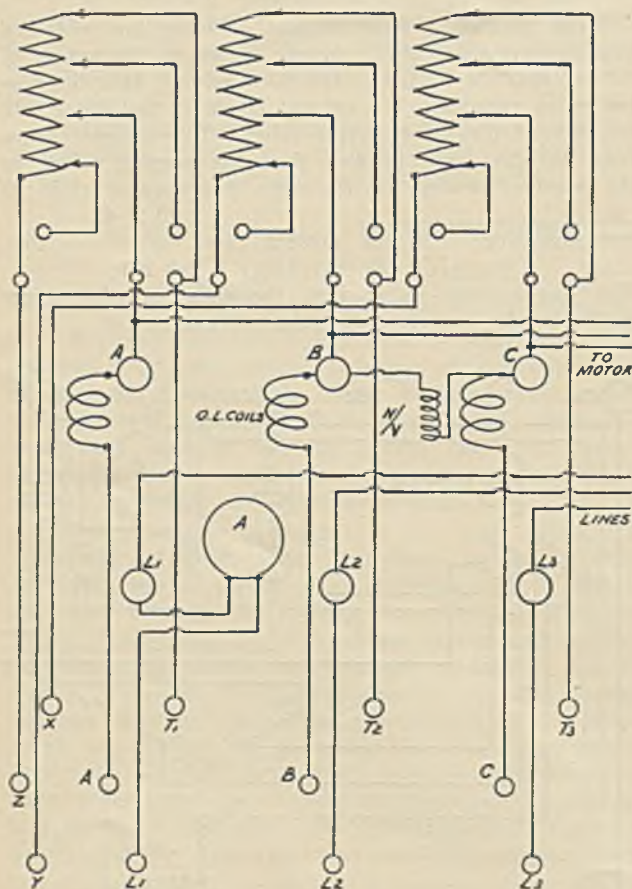 A
B
C
TO
MOTOR
O.L. COILS
N/V
LINES
A
L1
L2
L3
X
T1
T2
T3
Z
A
B
C
Y
L1
L2
L3